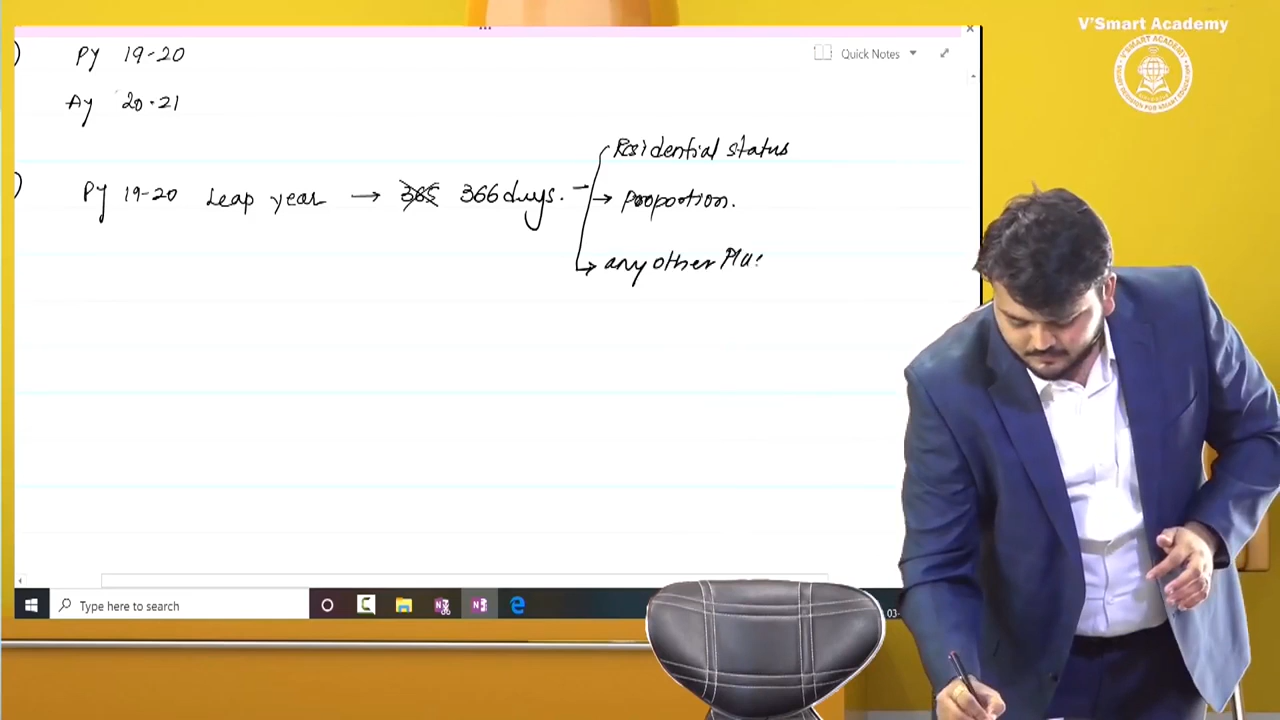 V'Smart Academy
Quick Notes
) PY 19-20
AY 20-21
) PY 19-20 Leap year → 365 366 days. → Residential status
→ proportion.
→ any other
Type here to search
03-